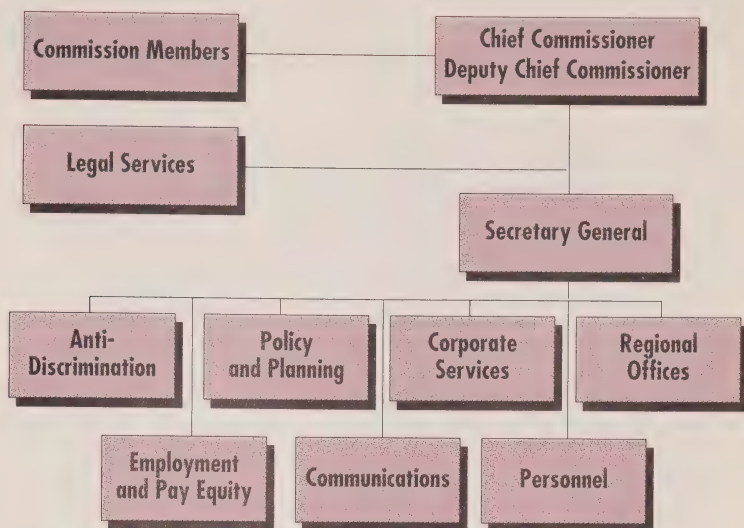 Commission Members
Chief Commissioner
Deputy Chief Commissioner
Legal Services
Secretary General
Anti-
Discrimination
Policy
and Planning
Corporate
Services
Regional
Offices
Employment
and Pay Equity
Communications
Personnel